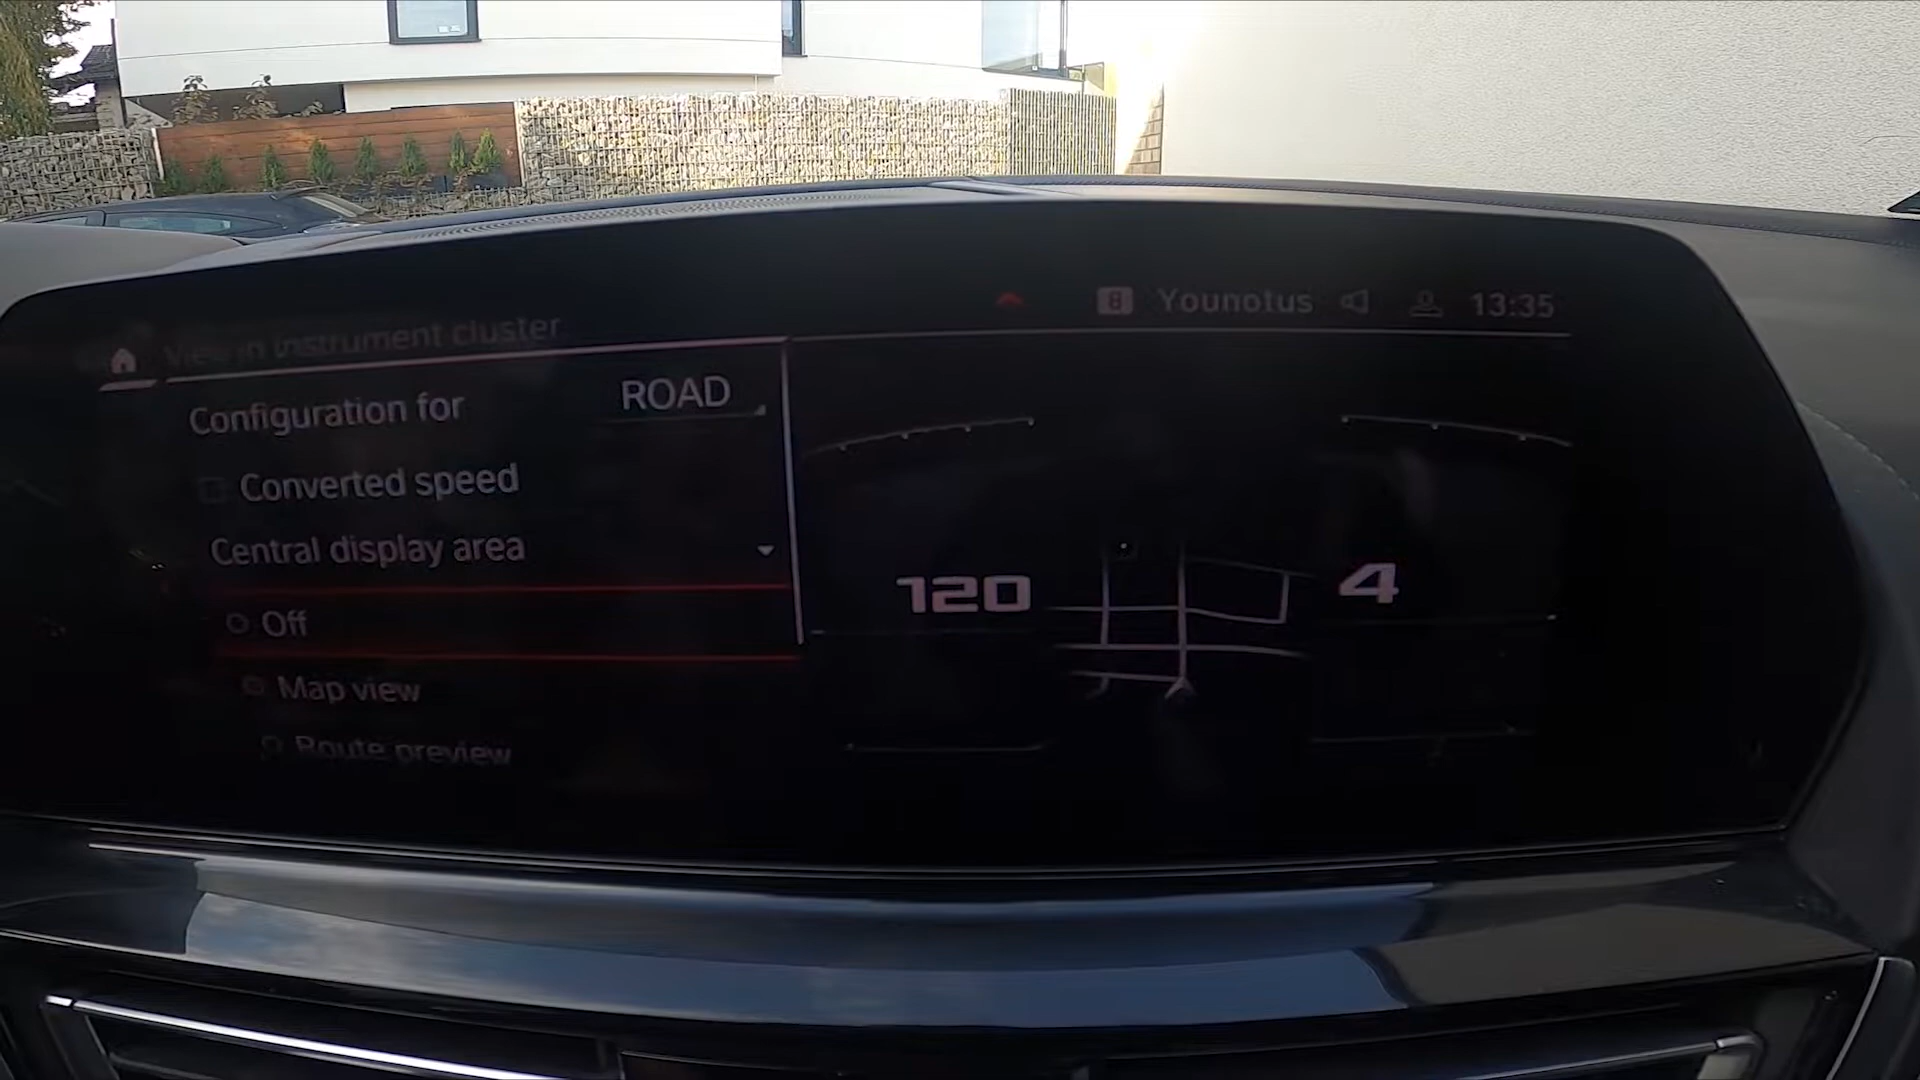 View in instrument cluster
8 Younotus 13:35
Configuration for ROAD
Converted speed
Central display area
Off
Map view
Route preview
120
4